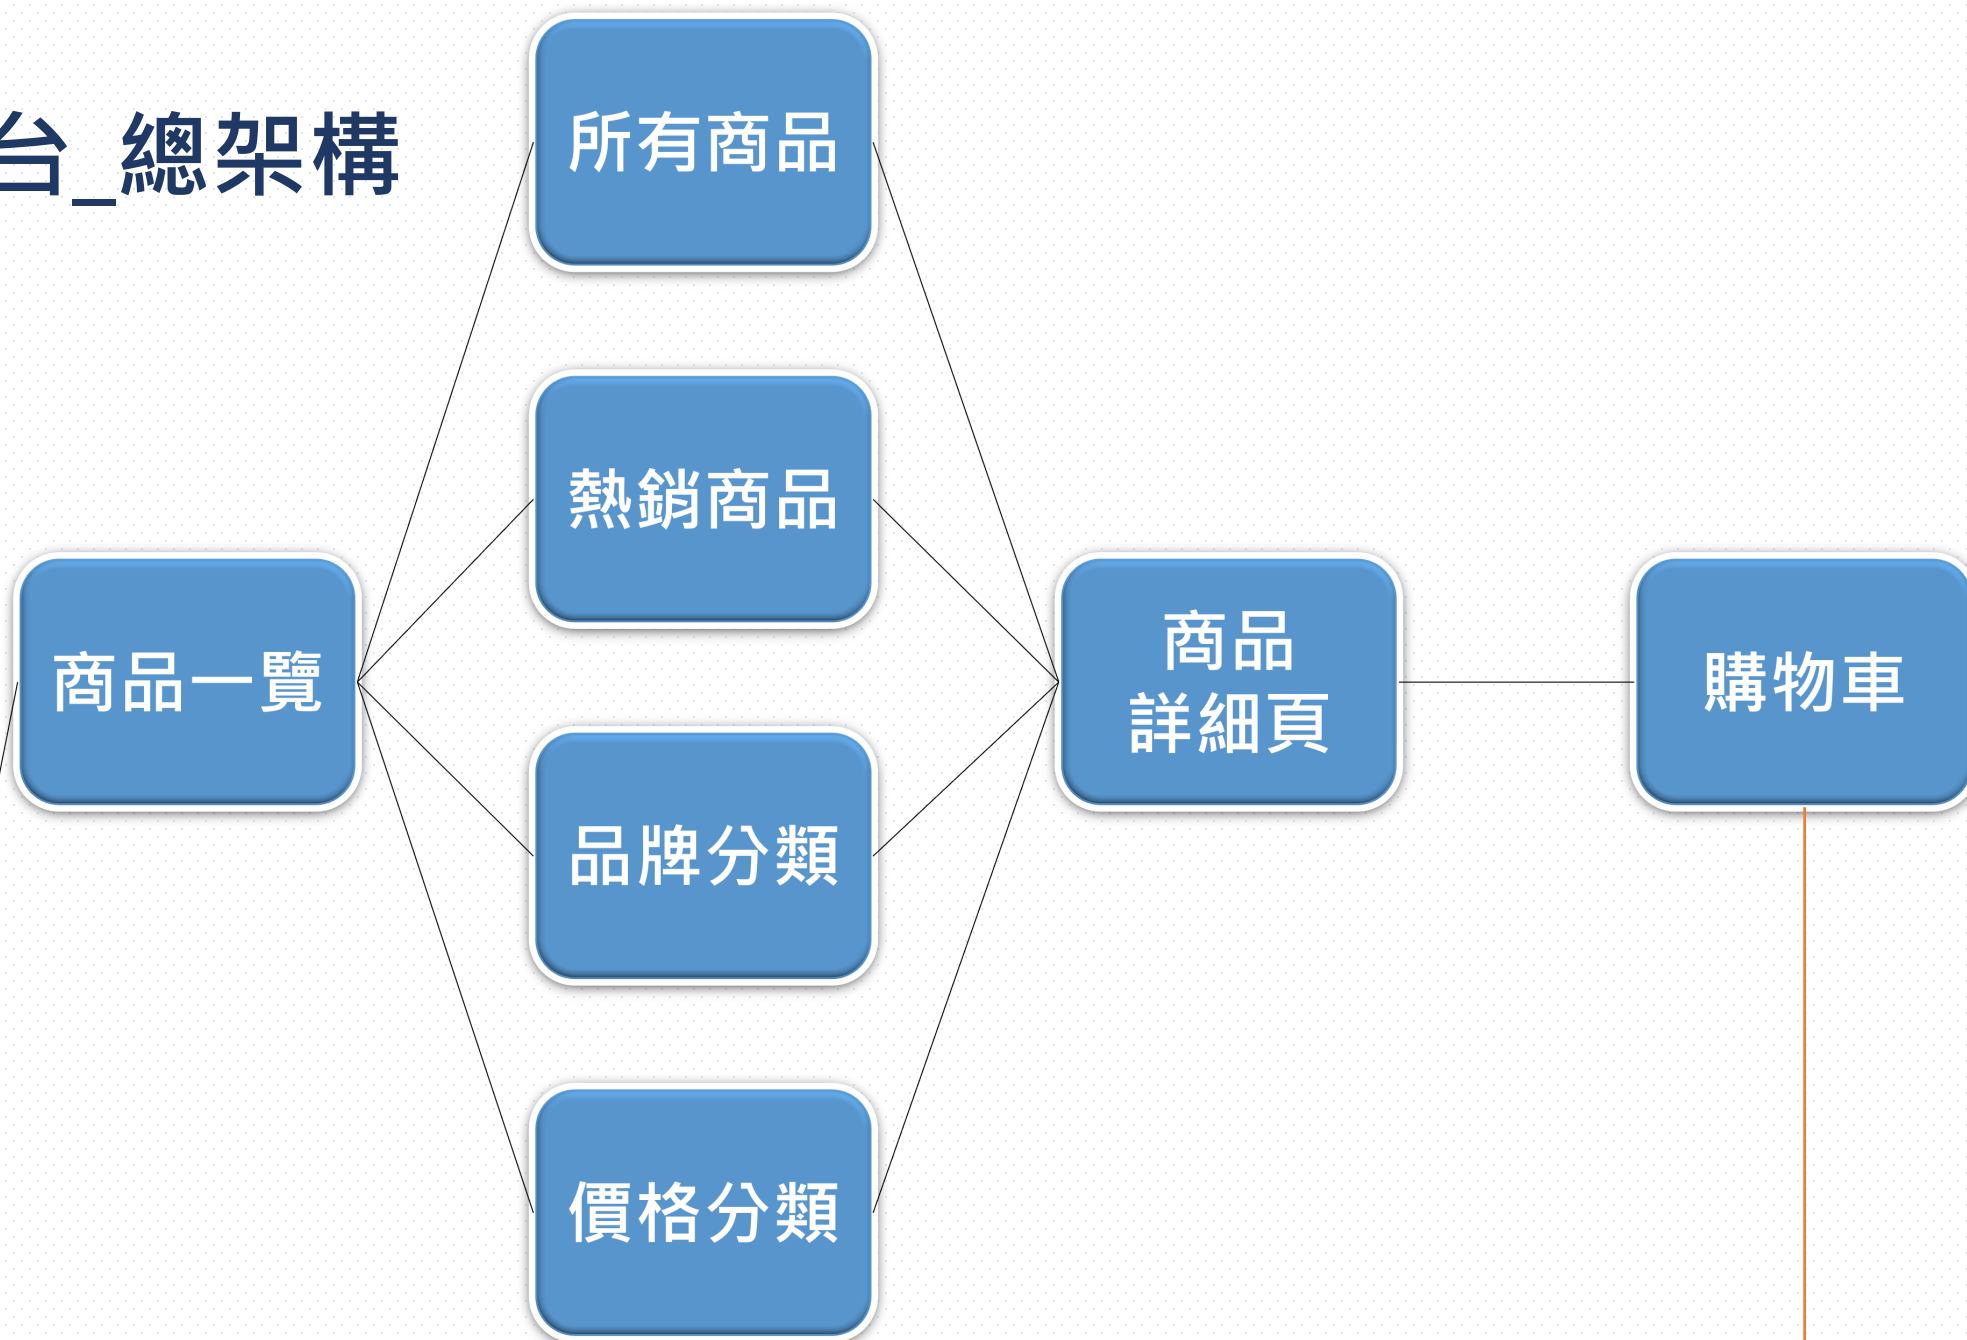 台_總架構
所有商品
熱銷商品
商品一覽
商品
詳細頁
購物車
品牌分類
價格分類